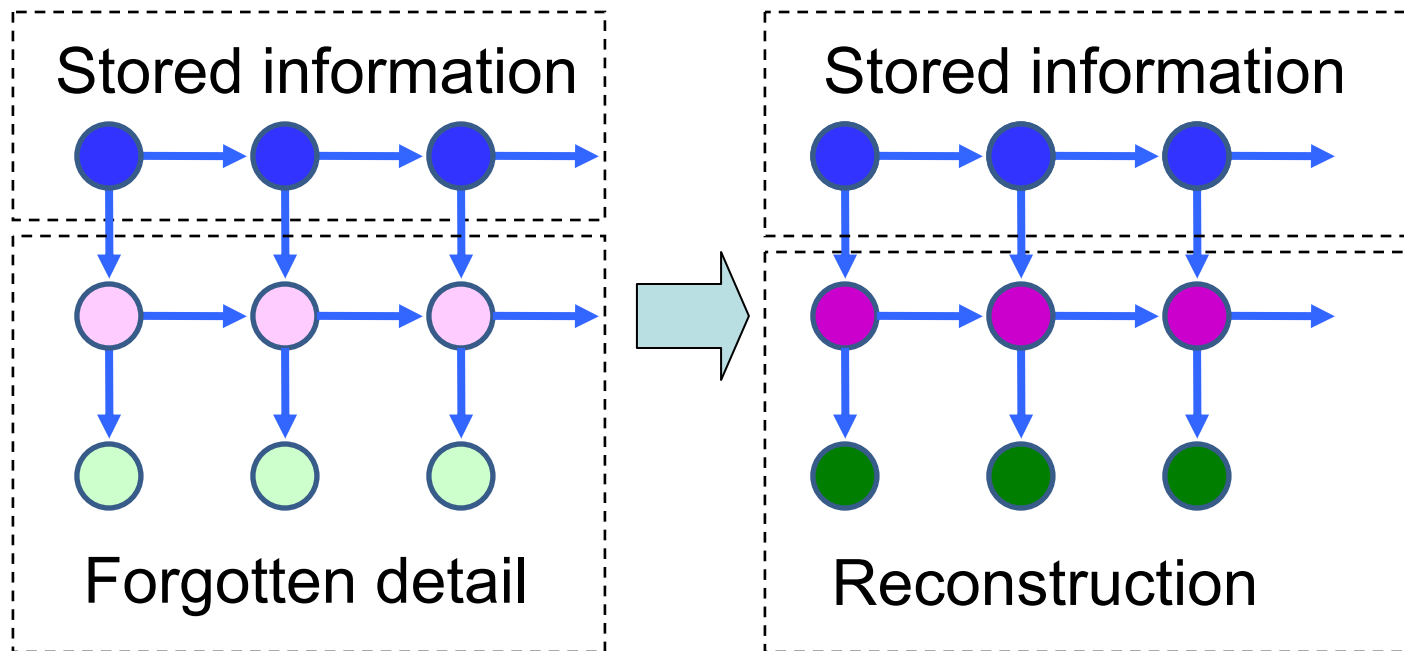 Stored information
Forgotten detail
Stored information
Reconstruction